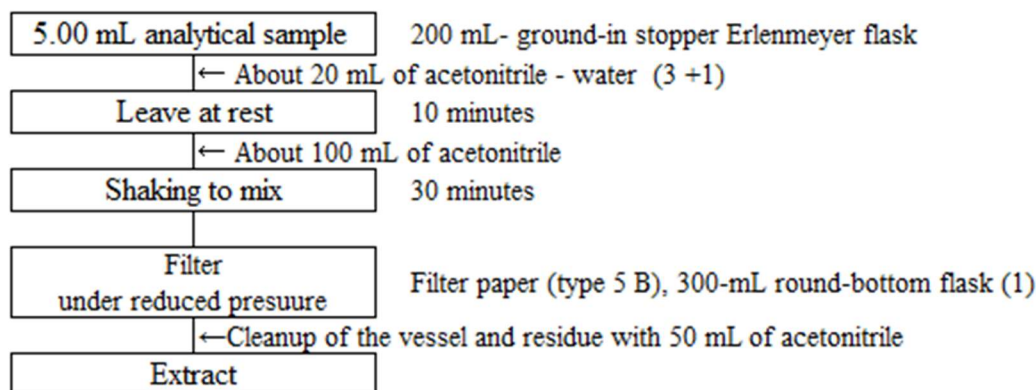 5.00 mL analytical sample 200 mL- ground-in stopper Erlenmeyer flask
← About 20 mL of acetonitrile - water (3 +1)
Leave at rest 10 minutes
← About 100 mL of acetonitrile
Shaking to mix 30 minutes
Filter
under reduced presuure Filter paper (type 5 B), 300-mL round-bottom flask (1)
←Cleanup of the vessel and residue with 50 mL of acetonitrile
Extract